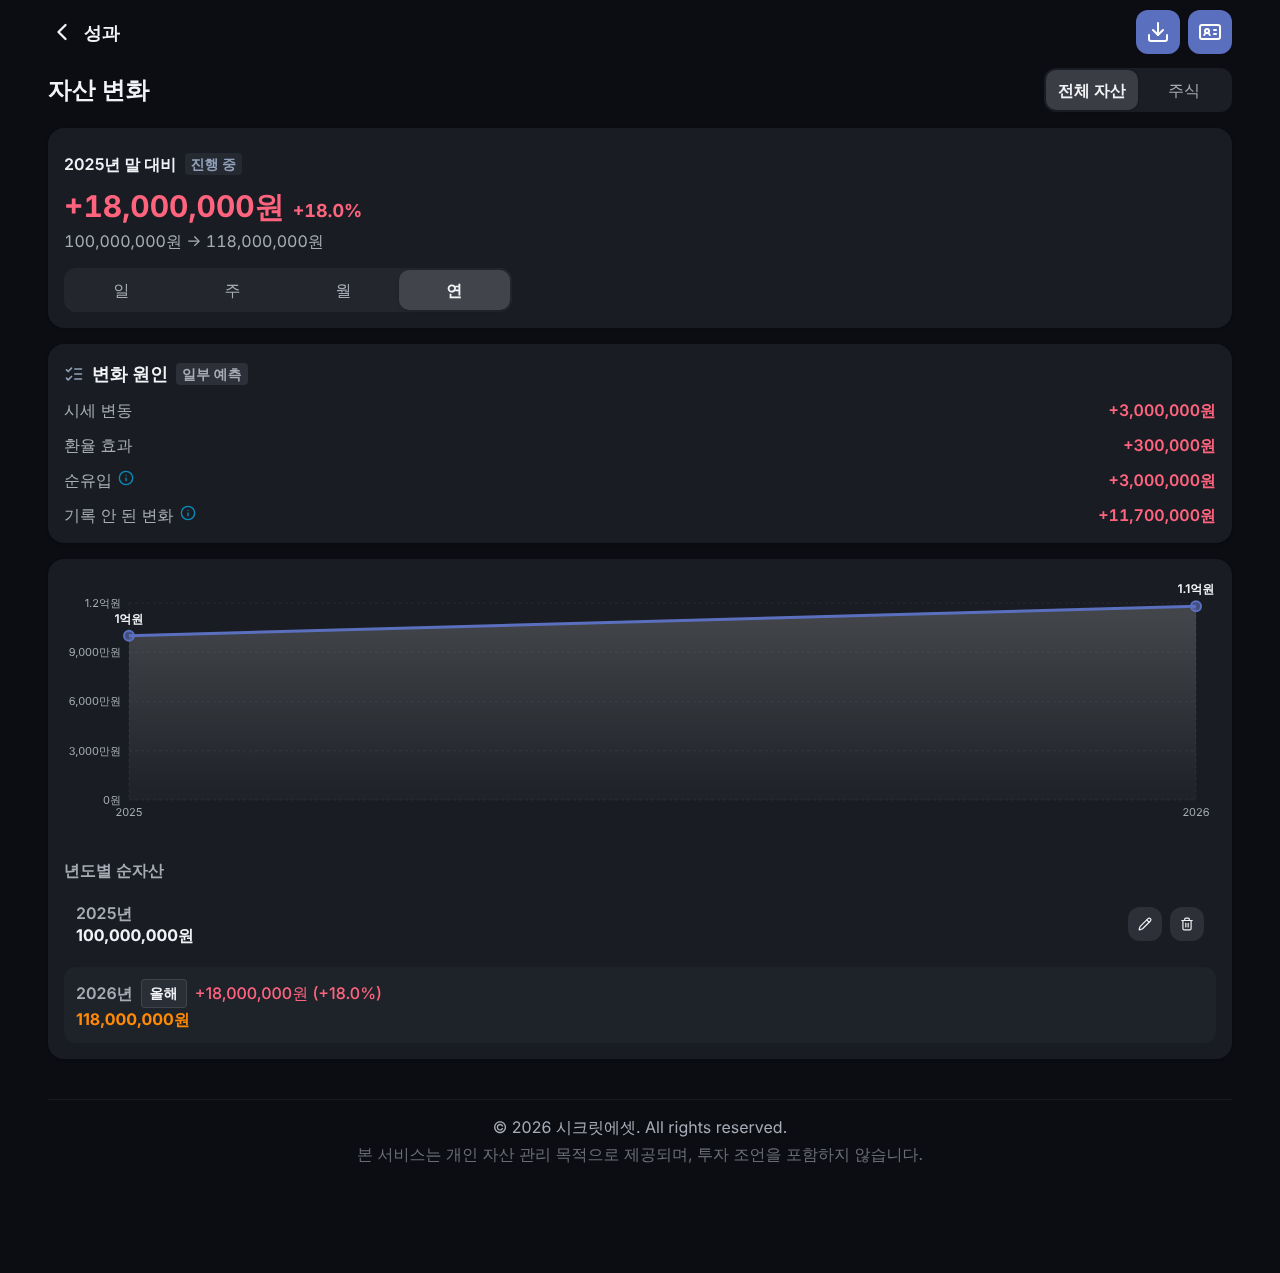 성과
자산 변화
전체 자산 주식
2025년 말 대비 진행 중
+18,000,000원 +18.0%
100,000,000원 → 118,000,000원
일 주 월 연
변화 원인 일부 예측
시세 변동 +3,000,000원
환율 효과 +300,000원
순유입 +3,000,000원
기록 안 된 변화 +11,700,000원
1.1억원
1.2억원
1억원
9,000만원
6,000만원
3,000만원
0원
2025 2026
년도별 순자산
2025년
100,000,000원
2026년 올해 +18,000,000원 (+18.0%)
118,000,000원
© 2026 시크릿에셋. All rights reserved.
본 서비스는 개인 자산 관리 목적으로 제공되며, 투자 조언을 포함하지 않습니다.